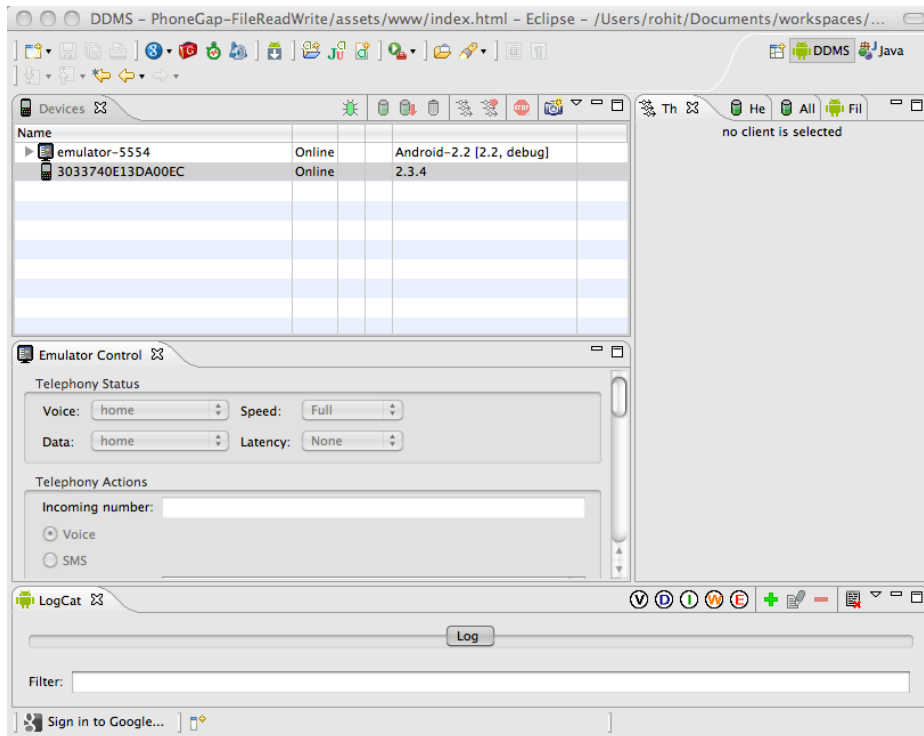 DDMS – PhoneGap-FileReadWrite/assets/www/index.html – Eclipse – /Users/rohit/Documents/workspaces/...
DDMS Java
Devices
Th He All Fil
STOP
no client is selected
Name
emulator-5554 Online Android-2.2 [2.2, debug]
3033740E13DA00EC Online 2.3.4
Emulator Control
Telephony Status
Voice: home Speed: Full
Data: home Latency: None
Telephony Actions
Incoming number:
Voice
SMS
LogCat V D I W E
Log
Filter:
Sign in to Google...